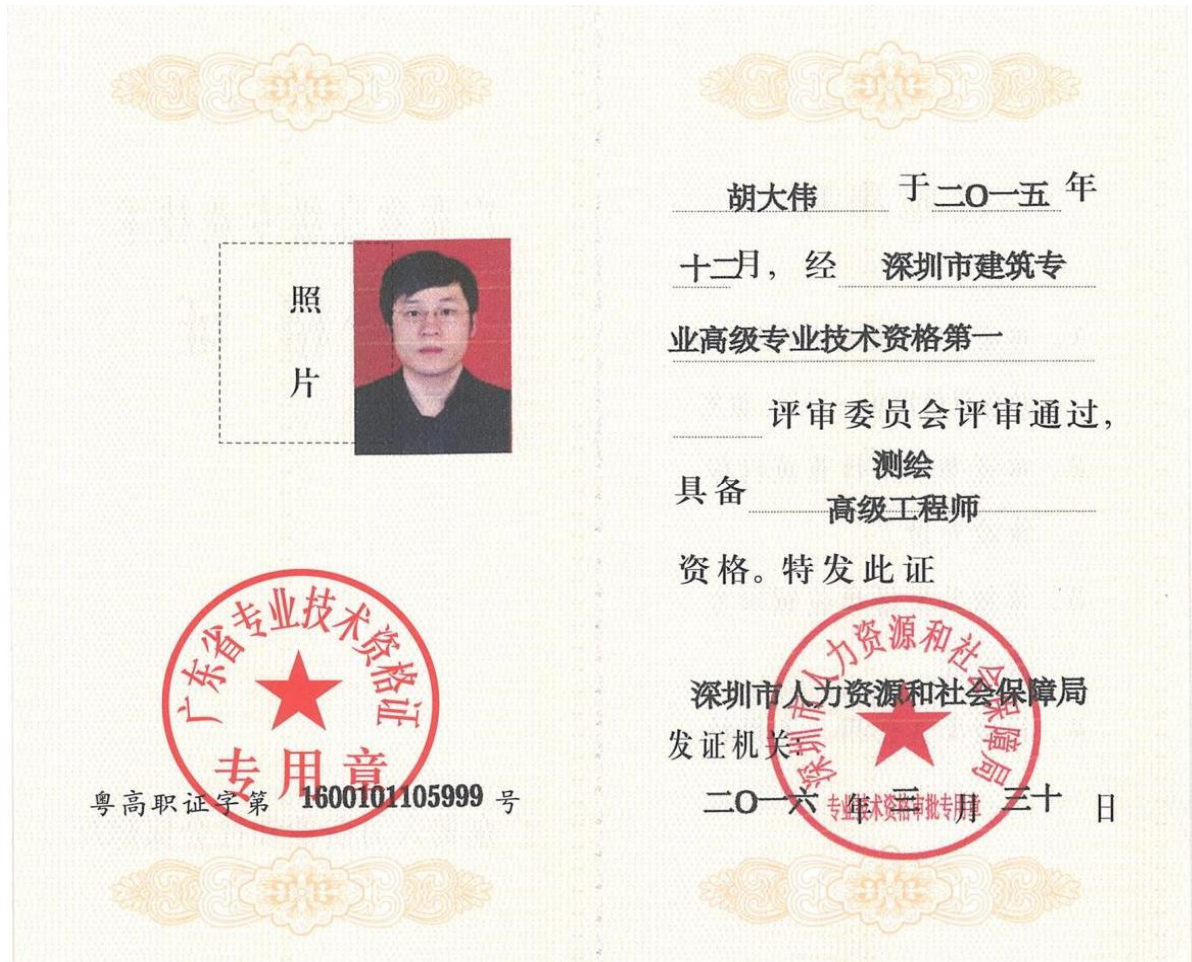 照
片
广东省专业技术资格证
专用章
粤高职证字第 1600101105999 号
胡大伟 于二〇一五年
十二月，经 深圳市建筑专
业高级专业技术资格第一
评审委员会评审通过，
具备 测绘
高级工程师
资格。特发此证
深圳市人力资源和社会保障局
深圳市人力资源和社会保障局
发证机关：
二〇一六 年 三 月 三十 日
专业技术资格审批专用章